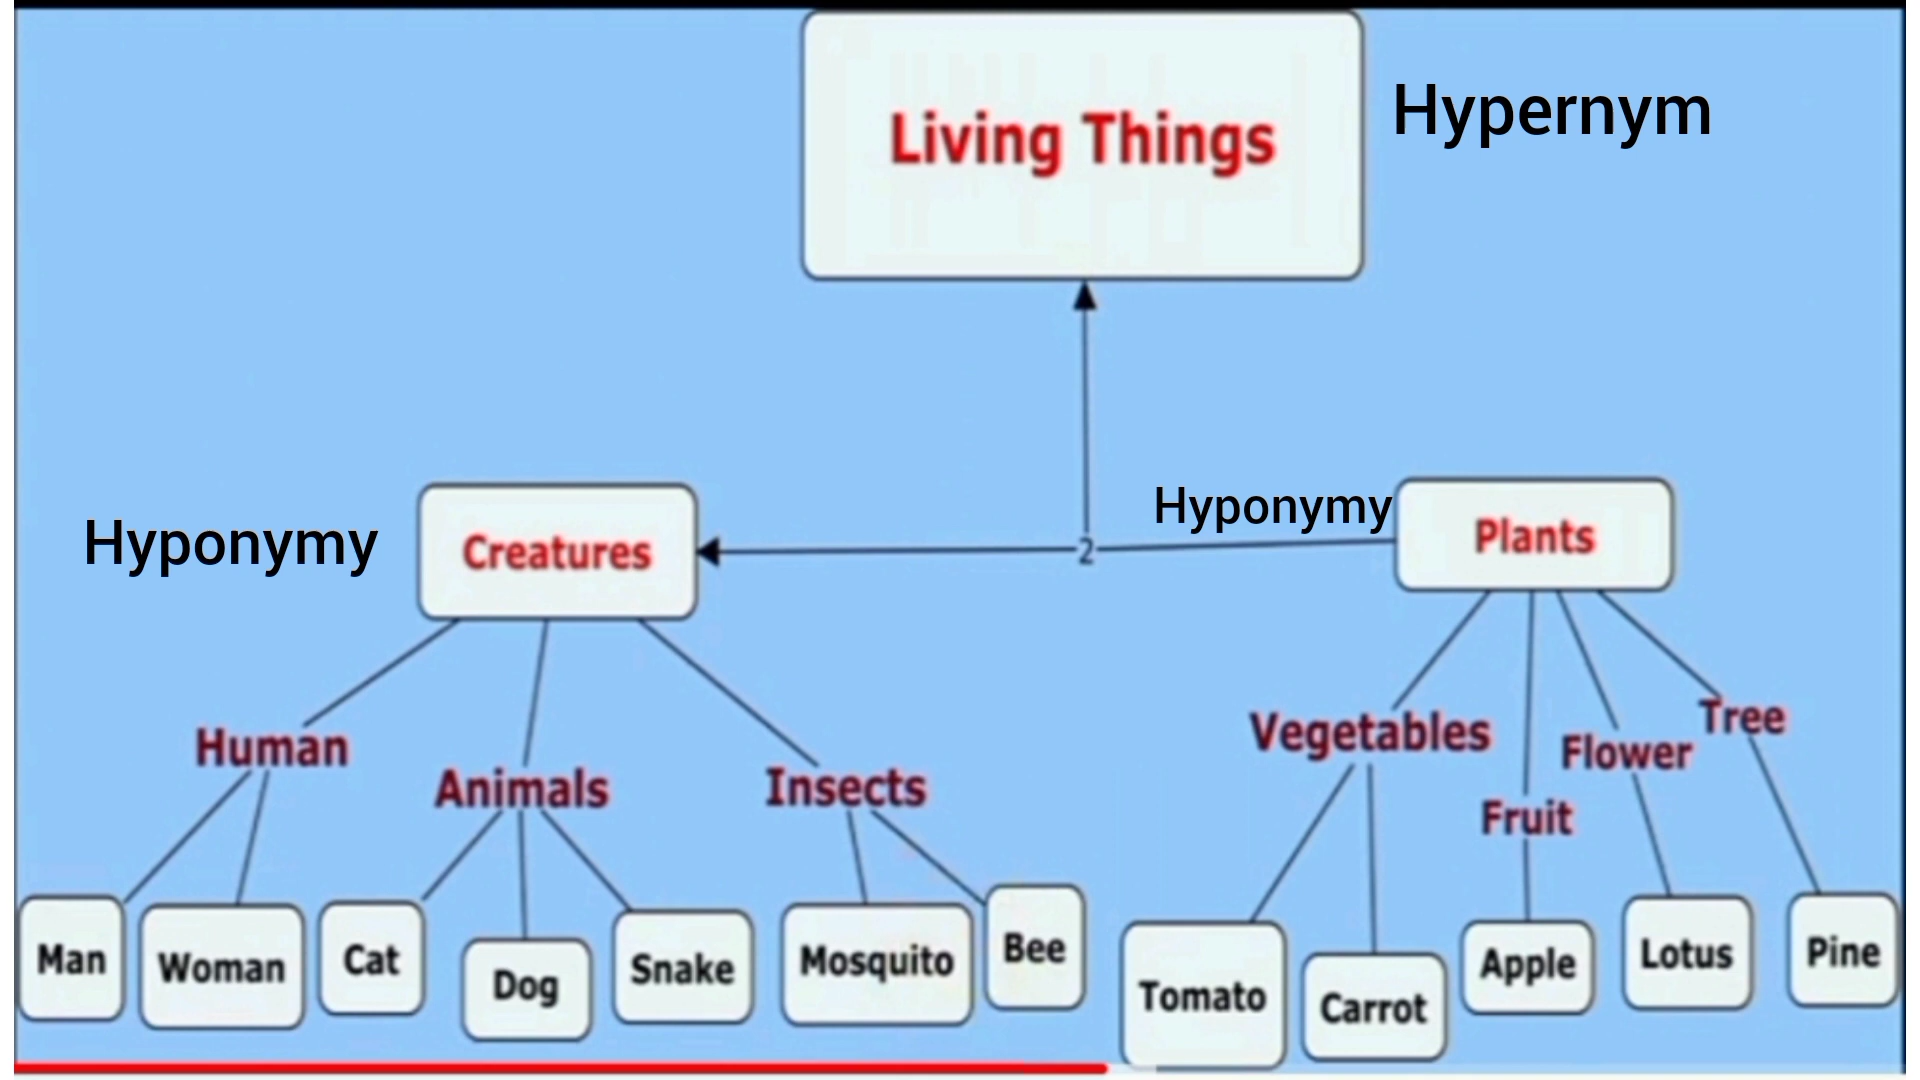 Living Things
Hypernym
Hyponymy
Creatures
2
Hyponymy
Plants
Human
Animals
Insects
Vegetables
Fruit
Flower
Tree
Man
Woman
Cat
Dog
Snake
Mosquito
Bee
Tomato
Carrot
Apple
Lotus
Pine